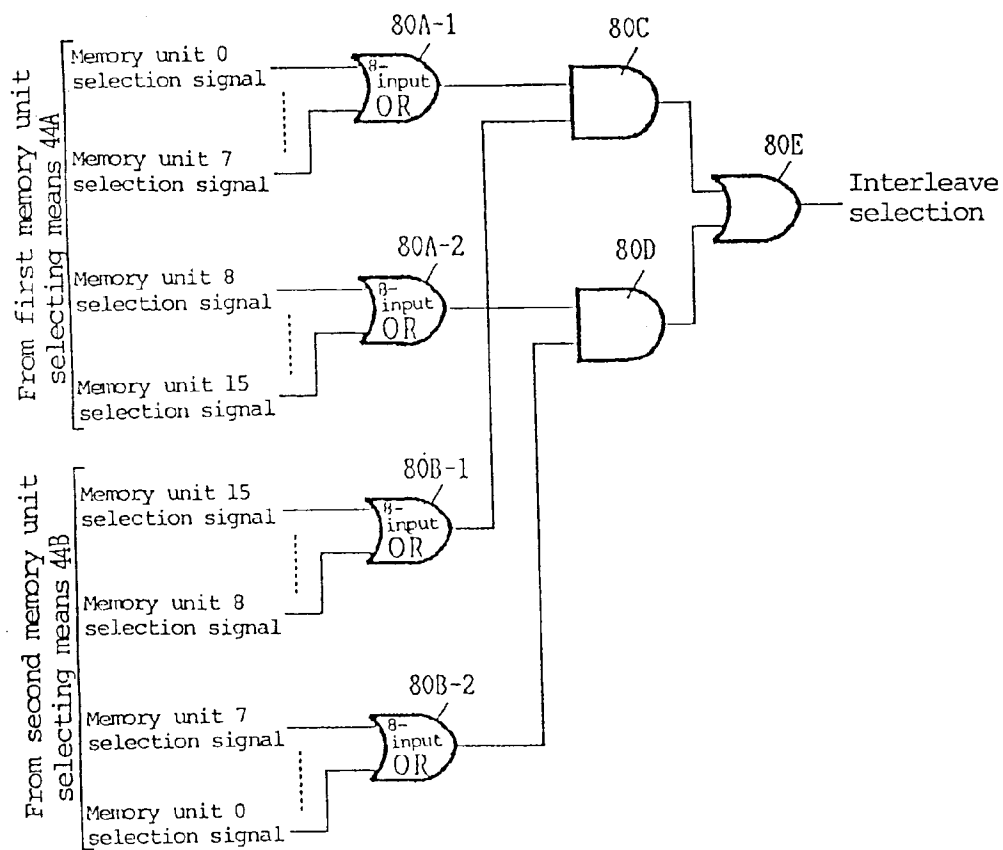 80A-1
80C
Memory unit 0
selection signal
8-
input
OR
Memory unit 7
selection signal
80E
Interleave
selection
From first memory unit
selecting means 44A
80A-2
80D
Memory unit 8
selection signal
8-
input
OR
Memory unit 15
selection signal
80B-1
Memory unit 15
selection signal
8-
input
OR
Memory unit 8
selection signal
From second memory unit
selecting means 44B
80B-2
Memory unit 7
selection signal
8-
input
OR
Memory unit 0
selection signal